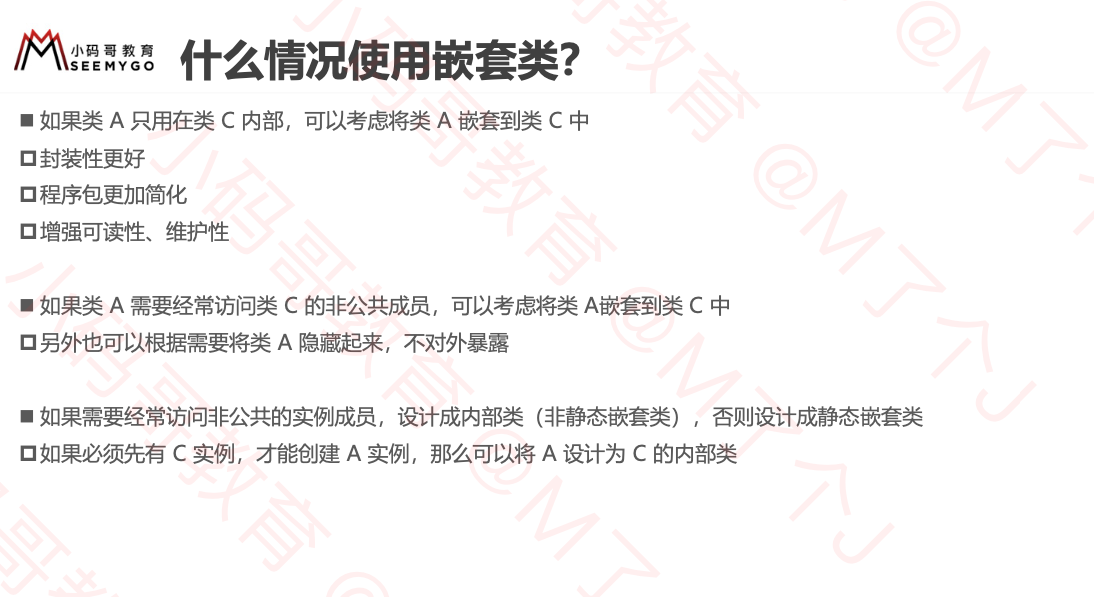 小码哥教育
SEEMYGO
什么情况使用嵌套类？
如果类 A 只用在类 C 内部，可以考虑将类 A 嵌套到类 C 中
封装性更好
程序包更加简化
增强可读性、维护性
如果类 A 需要经常访问类 C 的非公共成员，可以考虑将类 A嵌套到类 C 中
另外也可以根据需要将类 A 隐藏起来，不对外暴露
如果需要经常访问非公共的实例成员，设计成内部类（非静态嵌套类），否则设计成静态嵌套类
如果必须先有 C 实例，才能创建 A 实例，那么可以将 A 设计为 C 的内部类
小码哥教育 @M了个J
小码哥教育 @M了个J
小码哥教育 @M了个J